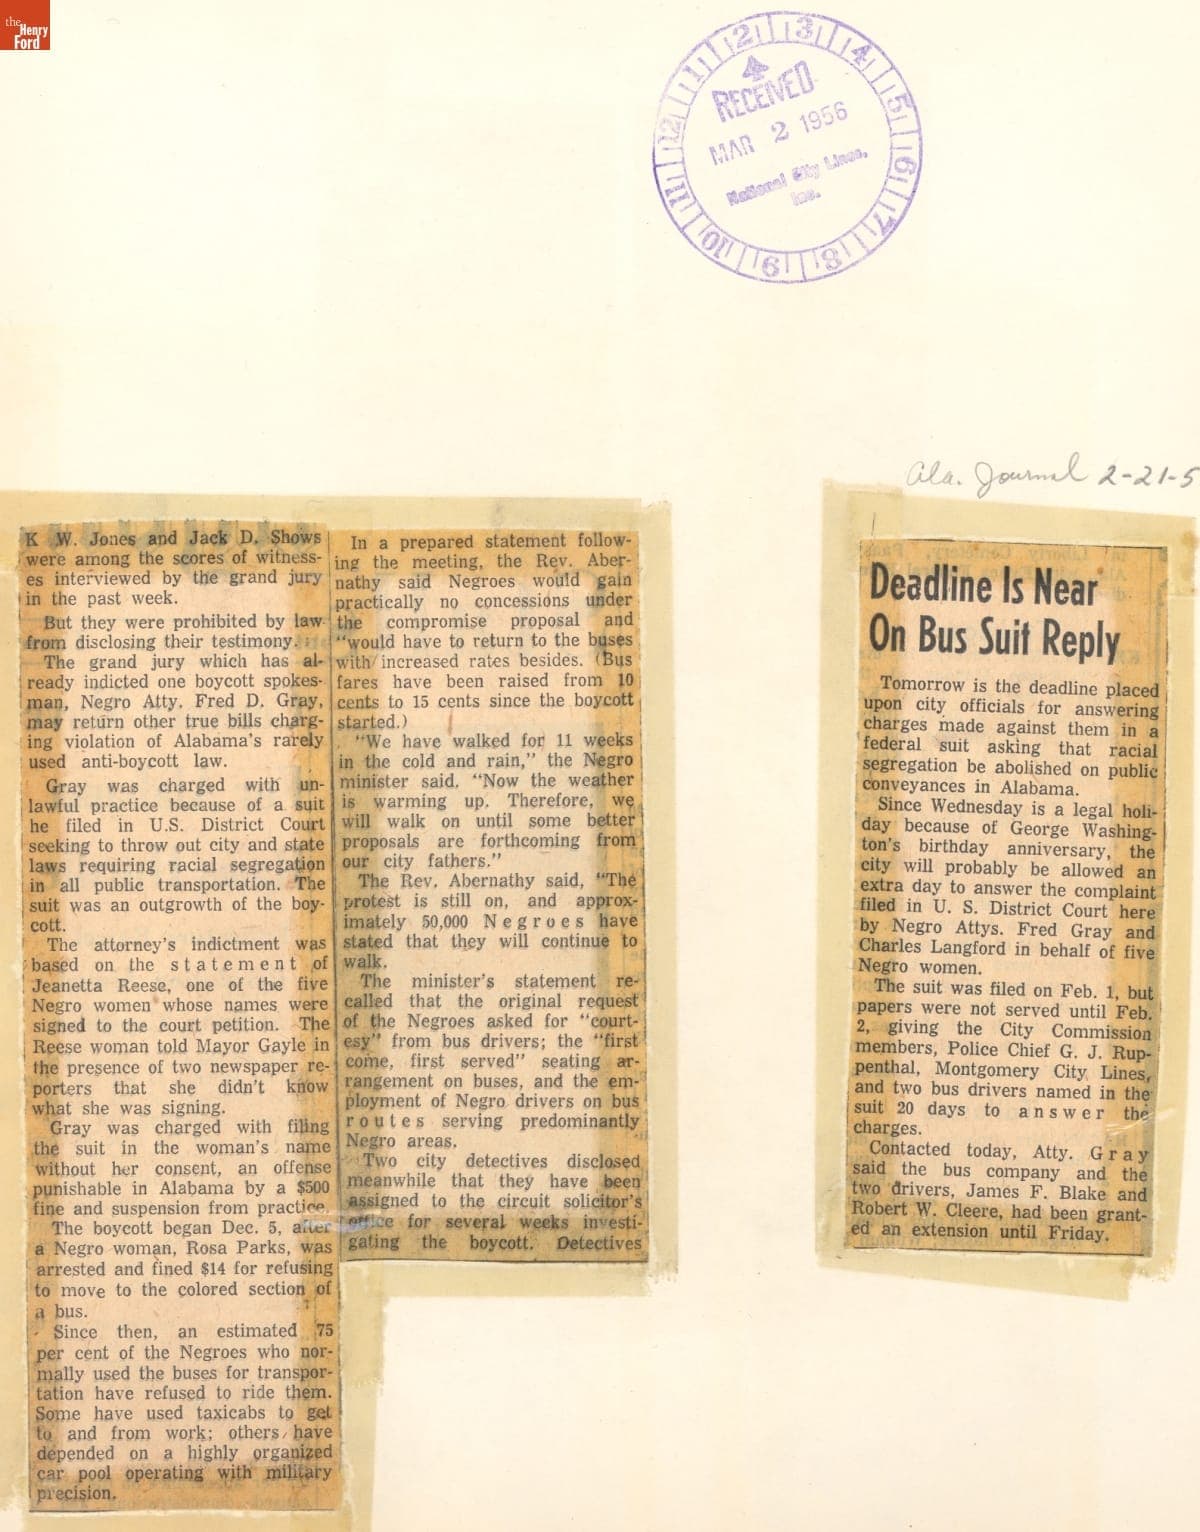 the
Henry
Ford
12 1 2 3 4 5 6 7 8 9 10 11
RECEIVED
MAR 2 1956
National City Lines,
Inc.
Ala. Journal 2-21-5
K W. Jones and Jack D. Shows
were among the scores of witness-
es interviewed by the grand jury
in the past week.
But they were prohibited by law
from disclosing their testimony.
The grand jury which has al-
ready indicted one boycott spokes-
man, Negro Atty. Fred D. Gray,
may return other true bills charg-
ing violation of Alabama's rarely
used anti-boycott law.
Gray was charged with un-
lawful practice because of a suit
he filed in U.S. District Court
seeking to throw out city and state
laws requiring racial segregation
in all public transportation. The
suit was an outgrowth of the boy-
cott.
The attorney's indictment was
based on the statement of
Jeanetta Reese, one of the five
Negro women whose names were
signed to the court petition. The
Reese woman told Mayor Gayle in
the presence of two newspaper re-
porters that she didn't know
what she was signing.
Gray was charged with filing
the suit in the woman's name
without her consent, an offense
punishable in Alabama by a $500
fine and suspension from practice.
The boycott began Dec. 5, after
a Negro woman, Rosa Parks, was
arrested and fined $14 for refusing
to move to the colored section of
a bus.
Since then, an estimated 75
per cent of the Negroes who nor-
mally used the buses for transpor-
tation have refused to ride them.
Some have used taxicabs to get
to and from work; others have
depended on a highly organized
car pool operating with military
precision.
In a prepared statement follow-
ing the meeting, the Rev. Aber-
nathy said Negroes would gain
practically no concessions under
the compromise proposal and
"would have to return to the buses
with increased rates besides. (Bus
fares have been raised from 10
cents to 15 cents since the boycott
started.)
"We have walked for 11 weeks
in the cold and rain," the Negro
minister said. "Now the weather
is warming up. Therefore, we
will walk on until some better
proposals are forthcoming from
our city fathers."
The Rev. Abernathy said, "The
protest is still on, and approx-
imately 50,000 Negroes have
stated that they will continue to
walk.
The minister's statement re-
called that the original request
of the Negroes asked for "court-
esy" from bus drivers; the "first
come, first served" seating ar-
rangement on buses, and the em-
ployment of Negro drivers on bus
routes serving predominantly
Negro areas.
Two city detectives disclosed
meanwhile that they have been
assigned to the circuit solicitor's
office for several weeks investi-
gating the boycott. Detectives
Deadline Is Near
On Bus Suit Reply
Tomorrow is the deadline placed
upon city officials for answering
charges made against them in a
federal suit asking that racial
segregation be abolished on public
conveyances in Alabama.
Since Wednesday is a legal holi-
day because of George Washing-
ton's birthday anniversary, the
city will probably be allowed an
extra day to answer the complaint
filed in U. S. District Court here
by Negro Attys. Fred Gray and
Charles Langford in behalf of five
Negro women.
The suit was filed on Feb. 1, but
papers were not served until Feb.
2, giving the City Commission
members, Police Chief G. J. Rup-
penthal, Montgomery City Lines,
and two bus drivers named in the
suit 20 days to answer the
charges.
Contacted today, Atty. Gray
said the bus company and the
two drivers, James F. Blake and
Robert W. Cleere, had been grant-
ed an extension until Friday.